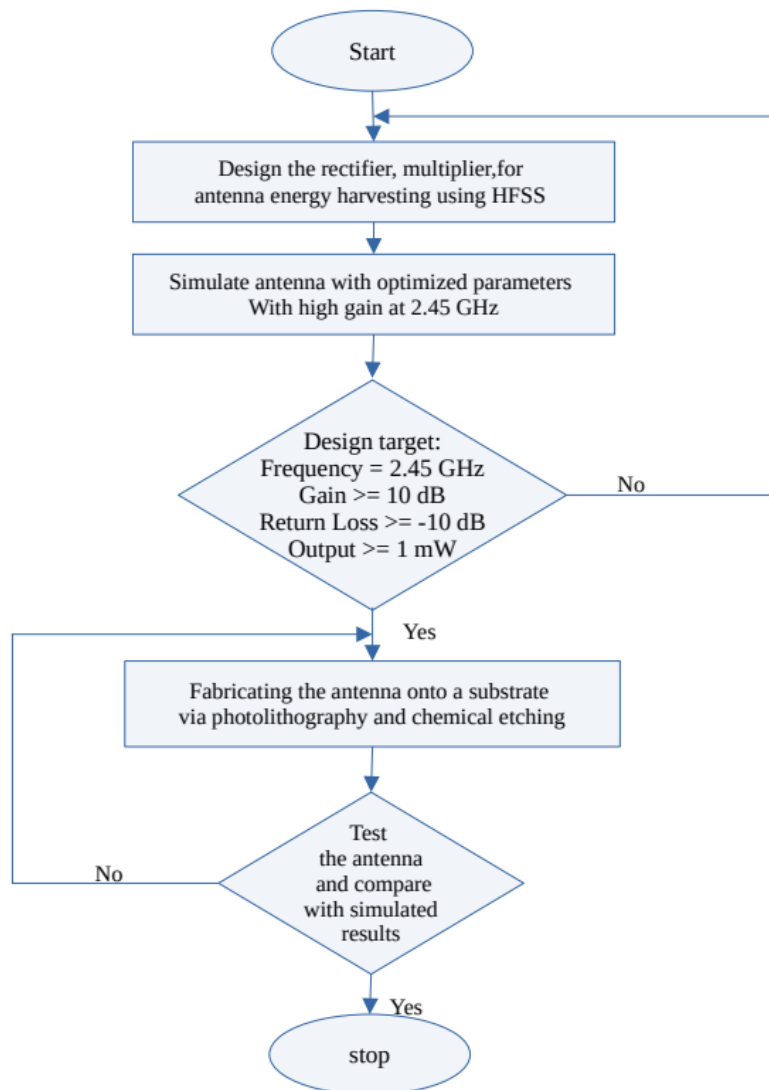 Start
Design the rectifier, multiplier,for
antenna energy harvesting using HFSS
Simulate antenna with optimized parameters
With high gain at 2.45 GHz
Design target:
Frequency = 2.45 GHz
Gain >= 10 dB
Return Loss >= -10 dB
Output >= 1 mW
No
Yes
Fabricating the antenna onto a substrate
via photolithography and chemical etching
Test
the antenna
and compare
with simulated
results
No
Yes
stop